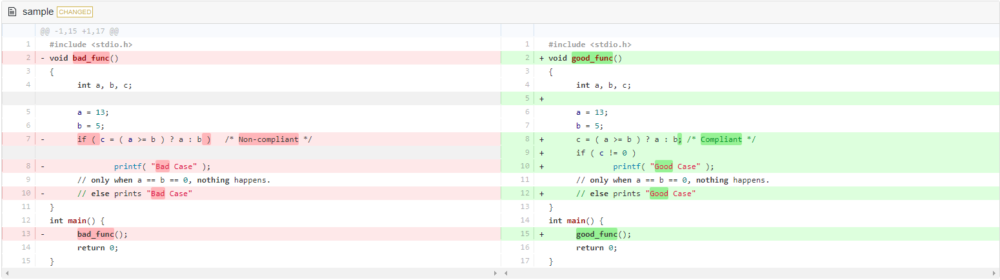 sample CHANGED
@@ -1,15 +1,17 @@
1 #include <stdio.h>
2 - void bad_func()
3 {
4 int a, b, c;
5 a = 13;
6 b = 5;
7 - if ( c = ( a >= b ) ? a : b ) /* Non-compliant */
8 - printf( "Bad Case" );
9 // only when a == b == 0, nothing happens.
10 - // else prints "Bad Case"
11 }
12 int main() {
13 - bad_func();
14 return 0;
15 }
1 #include <stdio.h>
2 + void good_func()
3 {
4 int a, b, c;
5 +
6 a = 13;
7 b = 5;
8 + c = ( a >= b ) ? a : b; /* Compliant */
9 + if ( c != 0 )
10 + printf( "Good Case" );
11 // only when a == b == 0, nothing happens.
12 + // else prints "Good Case"
13 }
14 int main() {
15 + good_func();
16 return 0;
17 }